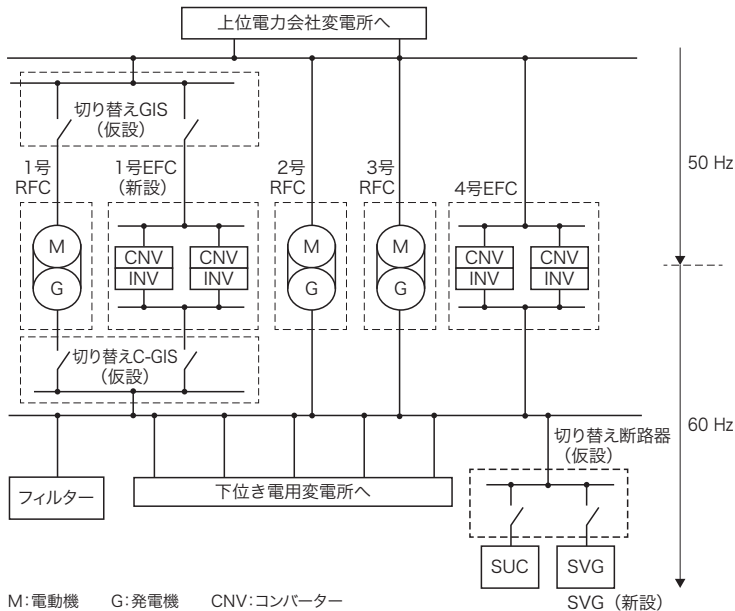 上位電力会社変電所へ
切り替えGIS
（仮設）
1号
RFC
1号EFC
（新設）
2号
RFC
3号
RFC
4号EFC
50 Hz
M
G
CNV
INV
CNV
INV
M
G
M
G
CNV
INV
CNV
INV
切り替えC-GIS
（仮設）
60 Hz
切り替え断路器
（仮設）
フィルター
下位き電用変電所へ
SUC
SVG
SVG（新設）
M：電動機 G：発電機 CNV：コンバーター